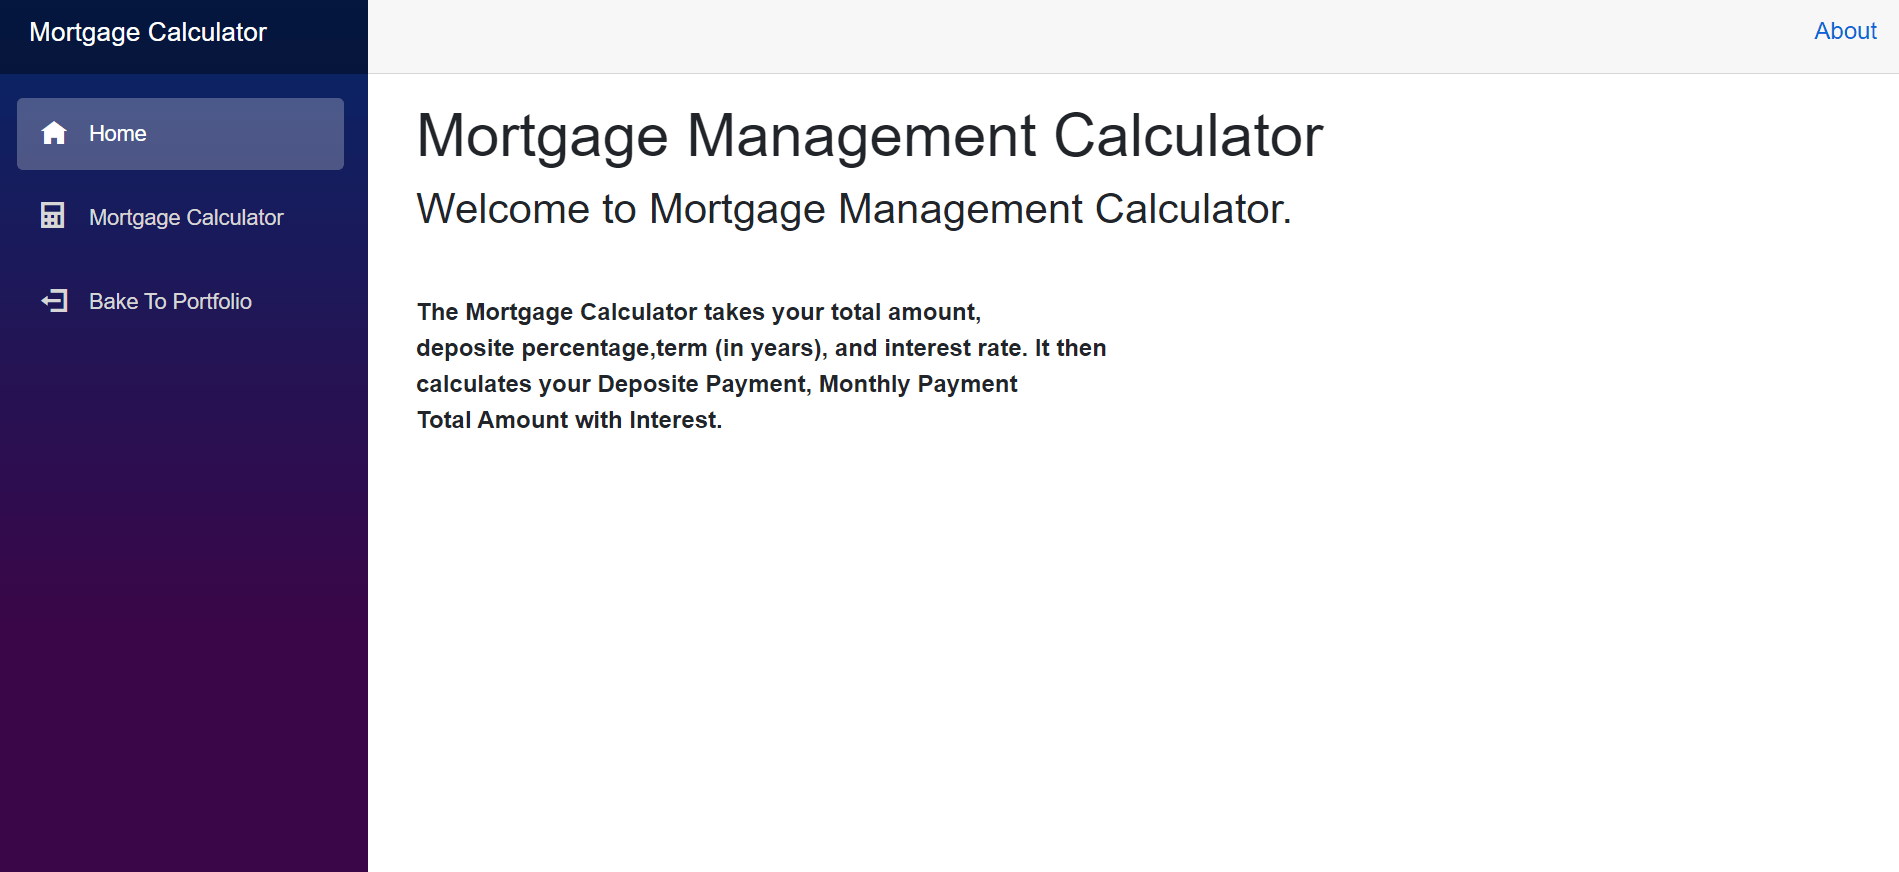 Mortgage Calculator
About
Home
Mortgage Calculator
Bake To Portfolio
Mortgage Management Calculator
Welcome to Mortgage Management Calculator.
The Mortgage Calculator takes your total amount,
deposite percentage,term (in years), and interest rate. It then
calculates your Deposite Payment, Monthly Payment
Total Amount with Interest.